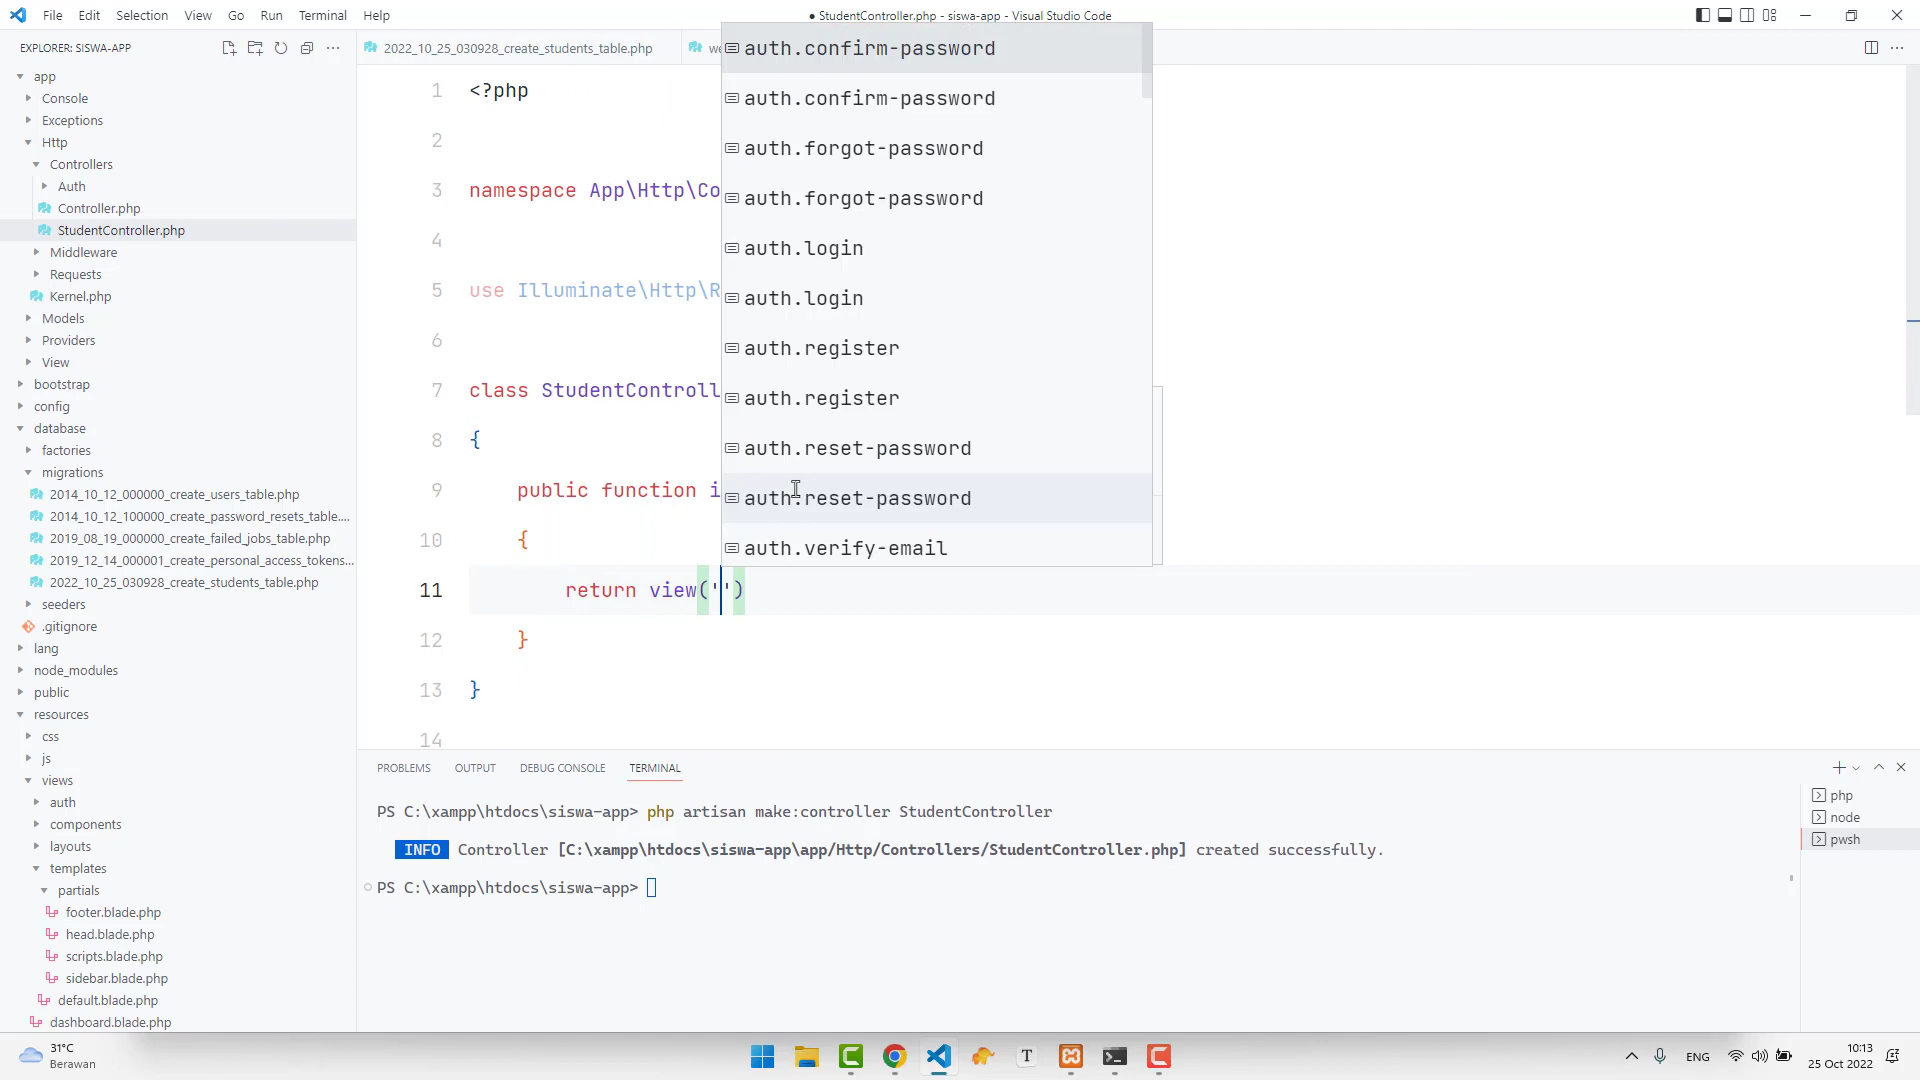 File Edit Selection View Go Run Terminal Help
● StudentController.php - siswa-app - Visual Studio Code
EXPLORER: SISWA-APP
app
Console
Exceptions
Http
Controllers
Auth
Controller.php
StudentController.php
Middleware
Requests
Kernel.php
Models
Providers
View
bootstrap
config
database
factories
migrations
2014_10_12_000000_create_users_table.php
2014_10_12_100000_create_password_resets_table....
2019_08_19_000000_create_failed_jobs_table.php
2019_12_14_000001_create_personal_access_tokens...
2022_10_25_030928_create_students_table.php
seeders
.gitignore
lang
node_modules
public
resources
css
js
views
auth
components
layouts
templates
partials
footer.blade.php
head.blade.php
scripts.blade.php
sidebar.blade.php
default.blade.php
dashboard.blade.php
2022_10_25_030928_create_students_table.php
we
1 <?php
2
3 namespace App\Http\Co
4
5 use Illuminate\Http\R
6
7 class StudentControll
8 {
9 public function i
10 {
11 return view('')
12 }
13 }
14
auth.confirm-password
auth.confirm-password
auth.forgot-password
auth.forgot-password
auth.login
auth.login
auth.register
auth.register
auth.reset-password
auth.reset-password
auth.verify-email
PROBLEMS OUTPUT DEBUG CONSOLE TERMINAL
PS C:\xampp\htdocs\siswa-app> php artisan make:controller StudentController
INFO Controller [C:\xampp\htdocs\siswa-app\app/Http/Controllers/StudentController.php] created successfully.
PS C:\xampp\htdocs\siswa-app>
php
node
pwsh
31°C
Berawan
T
ENG
10:13
25 Oct 2022